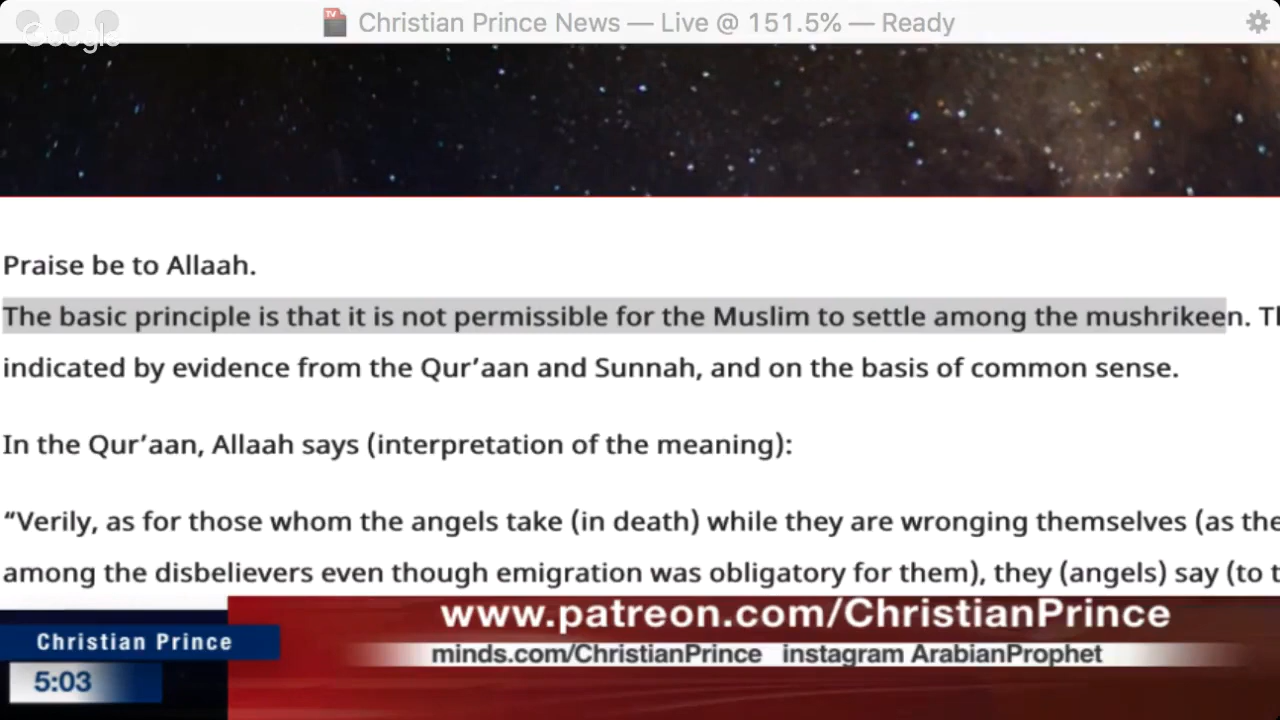 Christian Prince News — Live @ 151.5% — Ready
Google
Praise be to Allaah.
The basic principle is that it is not permissible for the Muslim to settle among the mushrikeen.
indicated by evidence from the Qur’aan and Sunnah, and on the basis of common sense.
In the Qur’aan, Allaah says (interpretation of the meaning):
“Verily, as for those whom the angels take (in death) while they are wronging themselves (as the
among the disbelievers even though emigration was obligatory for them), they (angels) say (to t
www.patreon.com/ChristianPrince
Christian Prince
minds.com/ChristianPrince instagram ArabianProphet
5:03